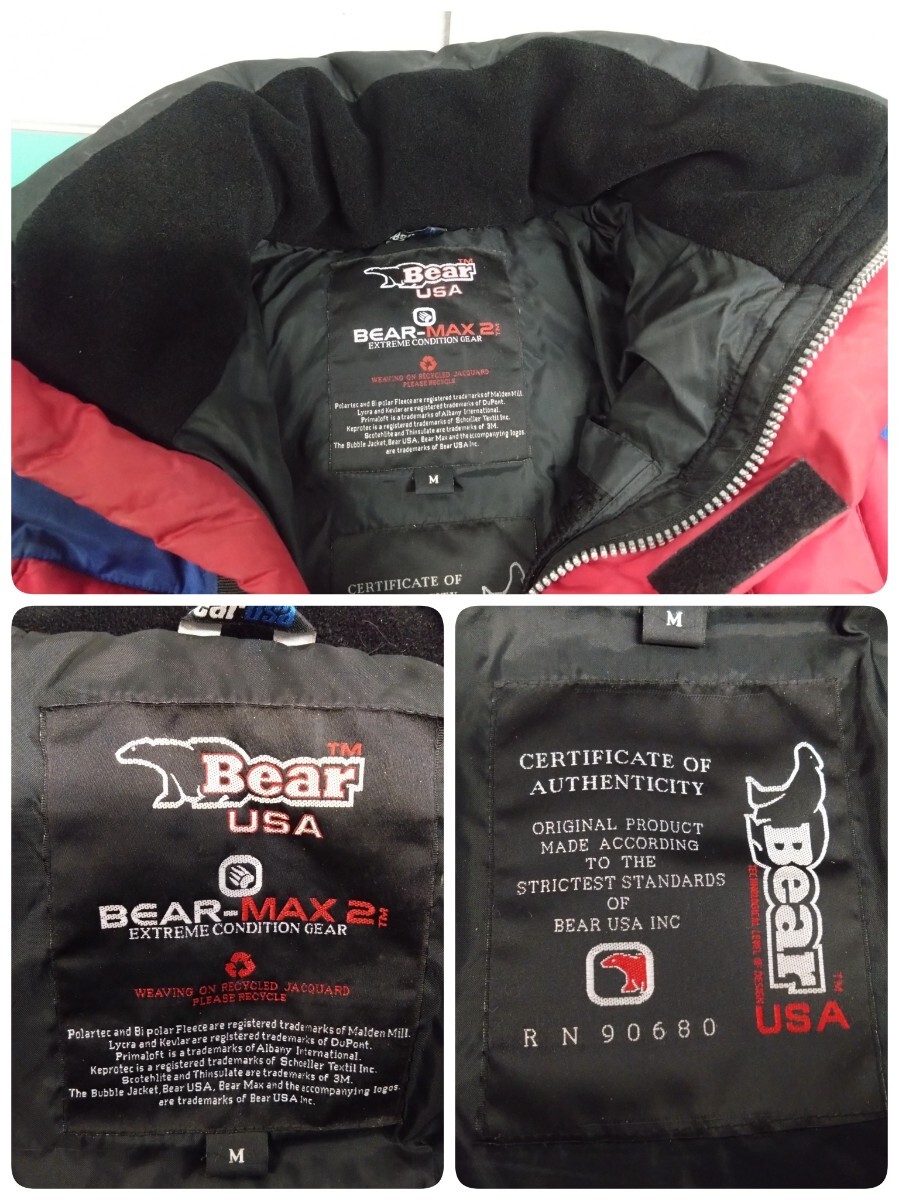 Bear™
USA
BEAR-MAX 2™
EXTREME CONDITION GEAR
WEAVING ON RECYCLED JACQUARD
PLEASE RECYCLE
Polartec and Bi polar Fleece are registered trademarks of Malden Mill.
Lycra and Kevlar are registered trademarks of DuPont.
Primaloft is a trademarks of Albany International.
Keprotec is a registered trademarks of Schoeller Textil Inc.
Scotchlite and Thinsulate are trademarks of 3M.
The Bubble Jacket, Bear USA, Bear Max and the accompanying logos
are trademarks of Bear USA Inc.
M
CERTIFICATE OF
Bear™
USA
BEAR-MAX 2™
EXTREME CONDITION GEAR
WEAVING ON RECYCLED JACQUARD
PLEASE RECYCLE
Polartec and Bi polar Fleece are registered trademarks of Malden Mill.
Lycra and Kevlar are registered trademarks of DuPont.
Primaloft is a trademarks of Albany International.
Keprotec is a registered trademarks of Schoeller Textil Inc.
Scotehlite and Thinsulate are trademarks of 3M.
The Bubble Jacket, Bear USA, Bear Max and the accompanying logos.
are trademarks of Bear USA Inc.
M
M
CERTIFICATE OF
AUTHENTICITY
ORIGINAL PRODUCT
MADE ACCORDING
TO THE
STRICTEST STANDARDS
OF
BEAR USA INC
RN 90680
Bear™
USA